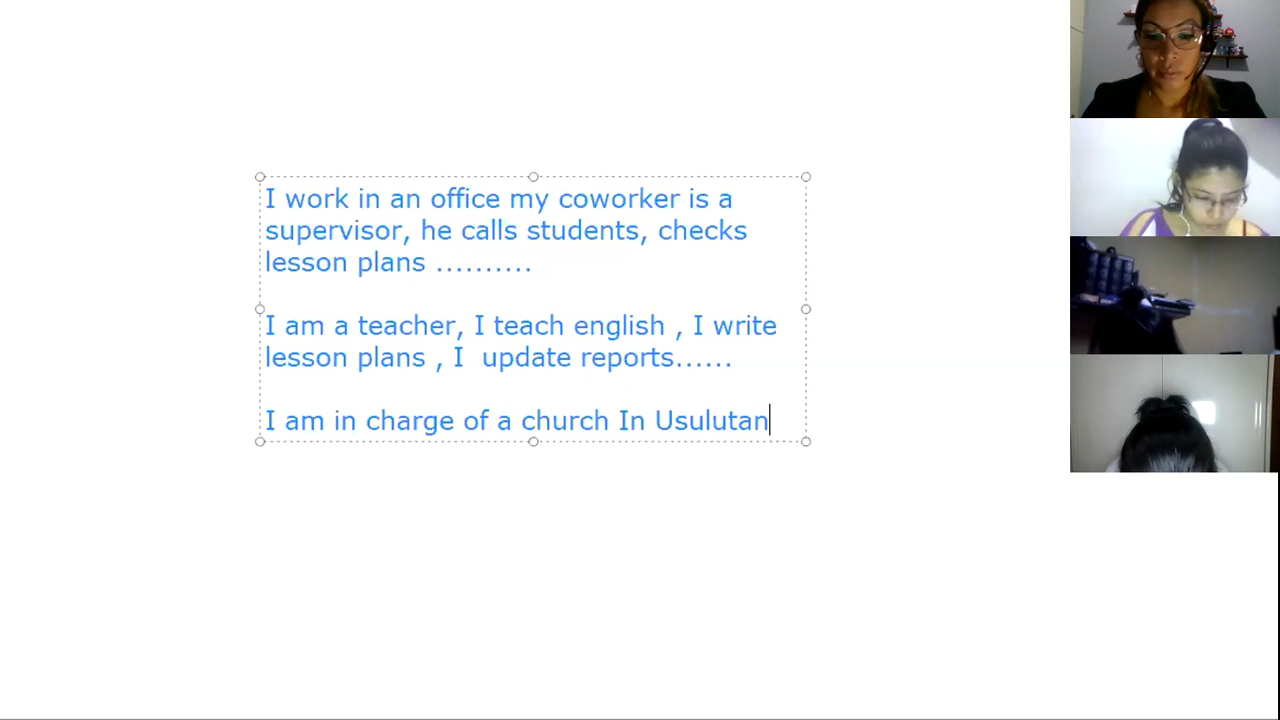 I work in an office my coworker is a
supervisor, he calls students, checks
lesson plans ..........
I am a teacher, I teach english , I write
lesson plans , I  update reports......
I am in charge of a church In Usulutan